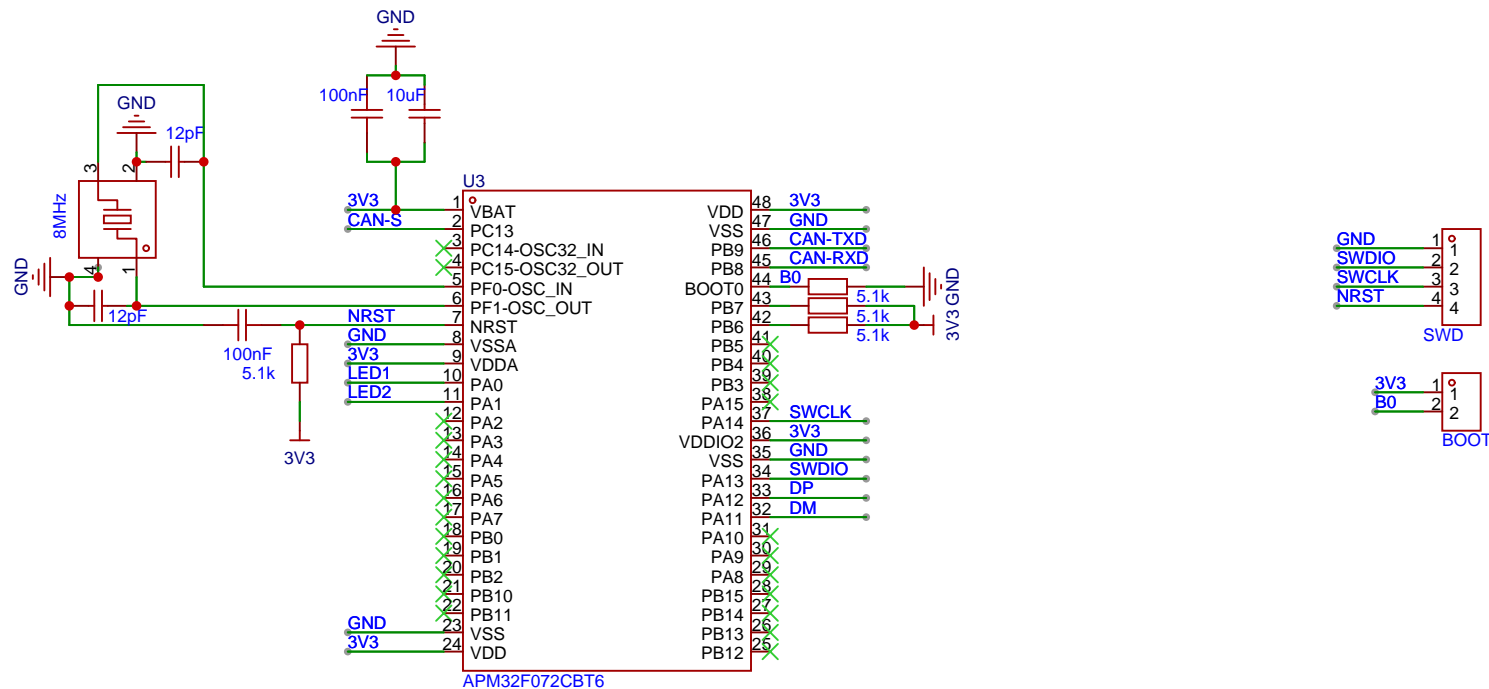 GND
100nF 10uF
GND
12pF
3 2
8MHz
4 1
GND
12pF
100nF
5.1k
3V3
U3
3V3 1 VBAT
CAN-S 2 PC13
3 PC14-OSC32_IN
4 PC15-OSC32_OUT
5 PF0-OSC_IN
6 PF1-OSC_OUT
NRST 7 NRST
GND 8 VSSA
3V3 9 VDDA
LED1 10 PA0
LED2 11 PA1
12 PA2
13 PA3
14 PA4
15 PA5
16 PA6
17 PA7
18 PB0
19 PB1
20 PB2
21 PB10
22 PB11
GND 23 VSS
3V3 24 VDD
VDD 48 3V3
VSS 47 GND
PB9 46 CAN-TXD
PB8 45 CAN-RXD
BOOT0 44 B0 5.1k GND
PB7 43 5.1k
PB6 42 5.1k 3V3
PB5 41
PB4 40
PB3 39
PA15 38
PA14 37 SWCLK
VDDIO2 36 3V3
VSS 35 GND
PA13 34 SWDIO
PA12 33 DP
PA11 32 DM
PA10 31
PA9 30
PA8 29
PB15 28
PB14 27
PB13 26
PB12 25
APM32F072CBT6
GND 1 1
SWDIO 2 2
SWCLK 3 3
NRST 4 4
SWD
3V3 1 1
B0 2 2
BOOT